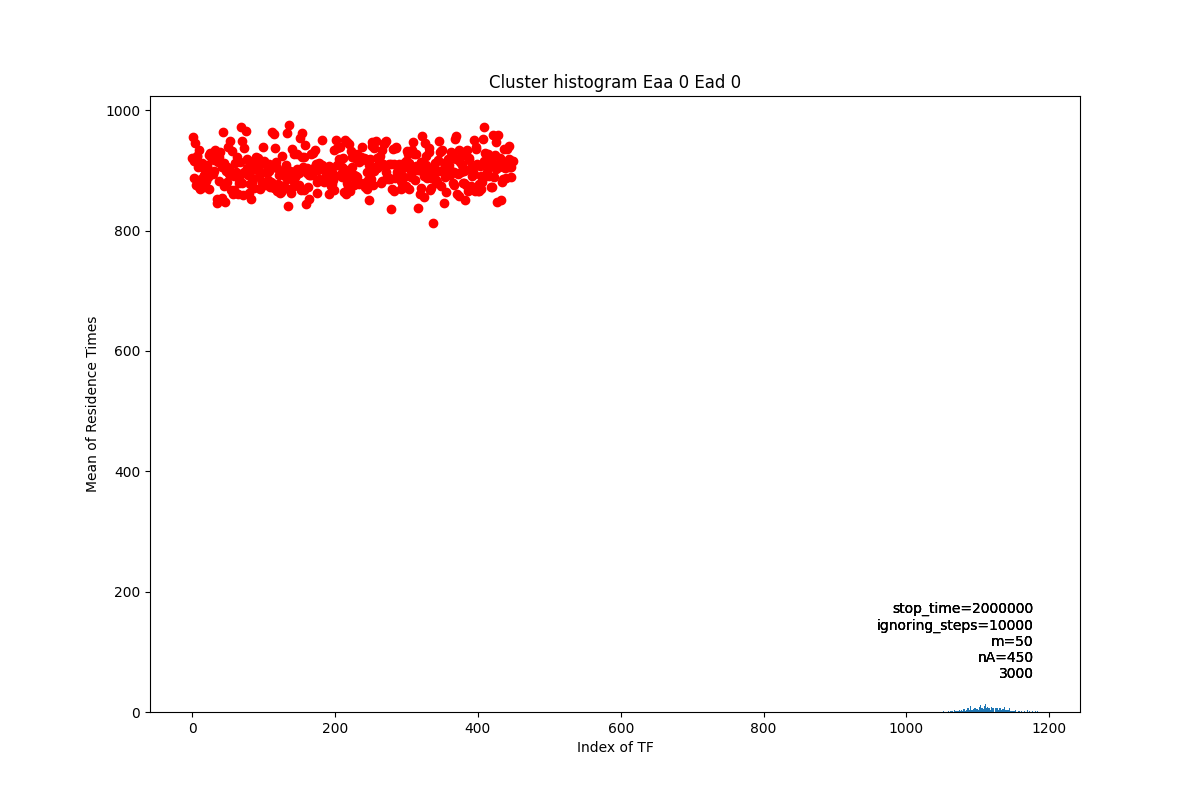 Cluster histogram Eaa 0 Ead 0
1000
800
600
400
200
0
Mean of Residence Times
stop_time=2000000
ignoring_steps=10000
m=50
nA=450
3000
0 200 400 600 800 1000 1200
Index of TF